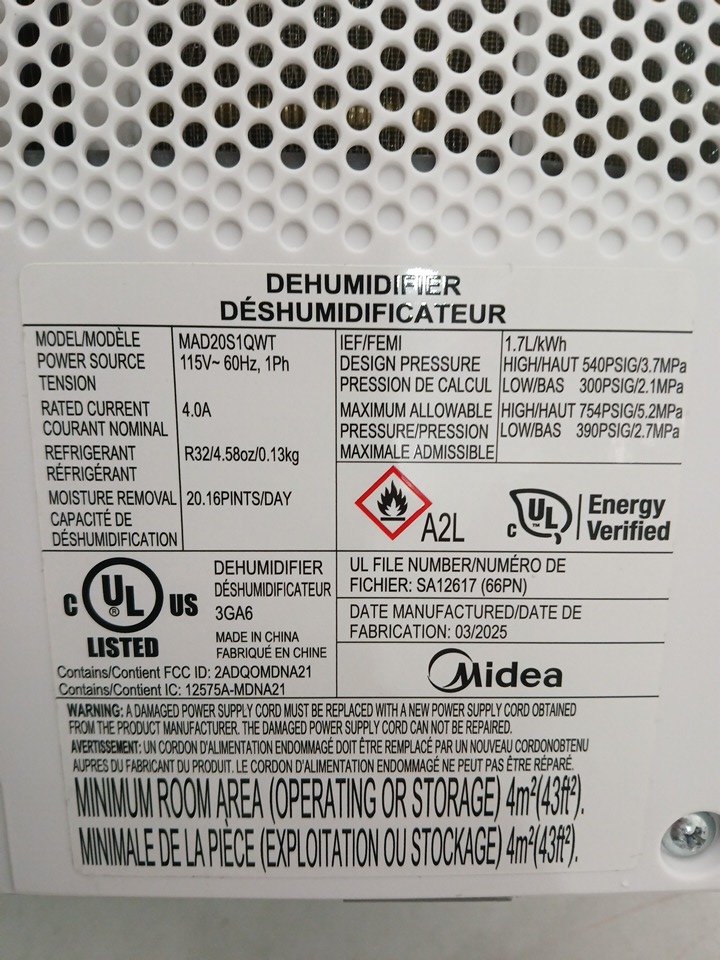 DEHUMIDIFIER
DÉSHUMIDIFICATEUR
MODEL/MODÈLE MAD20S1QWT
POWER SOURCE 115V~ 60Hz, 1Ph
TENSION
RATED CURRENT 4.0A
COURANT NOMINAL
REFRIGERANT R32/4.58oz/0.13kg
RÉFRIGÉRANT
MOISTURE REMOVAL 20.16PINTS/DAY
CAPACITÉ DE
DÉSHUMIDIFICATION
IEF/FEMI 1.7L/kWh
DESIGN PRESSURE HIGH/HAUT 540PSIG/3.7MPa
PRESSION DE CALCUL LOW/BAS 300PSIG/2.1MPa
MAXIMUM ALLOWABLE HIGH/HAUT 754PSIG/5.2MPa
PRESSURE/PRESSION LOW/BAS 390PSIG/2.7MPa
MAXIMALE ADMISSIBLE
A2L
C UL TM Energy
Verified
C UL ® US
LISTED
DEHUMIDIFIER
DÉSHUMIDIFICATEUR
3GA6
MADE IN CHINA
FABRIQUÉ EN CHINE
Contains/Contient FCC ID: 2ADQOMDNA21
Contains/Contient IC: 12575A-MDNA21
UL FILE NUMBER/NUMÉRO DE
FICHIER: SA12617 (66PN)
DATE MANUFACTURED/DATE DE
FABRICATION: 03/2025
Midea
WARNING: A DAMAGED POWER SUPPLY CORD MUST BE REPLACED WITH A NEW POWER SUPPLY CORD OBTAINED
FROM THE PRODUCT MANUFACTURER. THE DAMAGED POWER SUPPLY CORD CAN NOT BE REPAIRED.
AVERTISSEMENT: UN CORDON D'ALIMENTATION ENDOMMAGÉ DOIT ÊTRE REMPLACÉ PAR UN NOUVEAU CORDONOBTENU
AUPRES DU FABRICANT DU PRODUIT. LE CORDON D'ALIMENTATION ENDOMMAGÉ NE PEUT PAS ÊTRE RÉPARÉ.
MINIMUM ROOM AREA (OPERATING OR STORAGE) 4m²(43ft²).
MINIMALE DE LA PIÈCE (EXPLOITATION OU STOCKAGE) 4m²(43ft²).